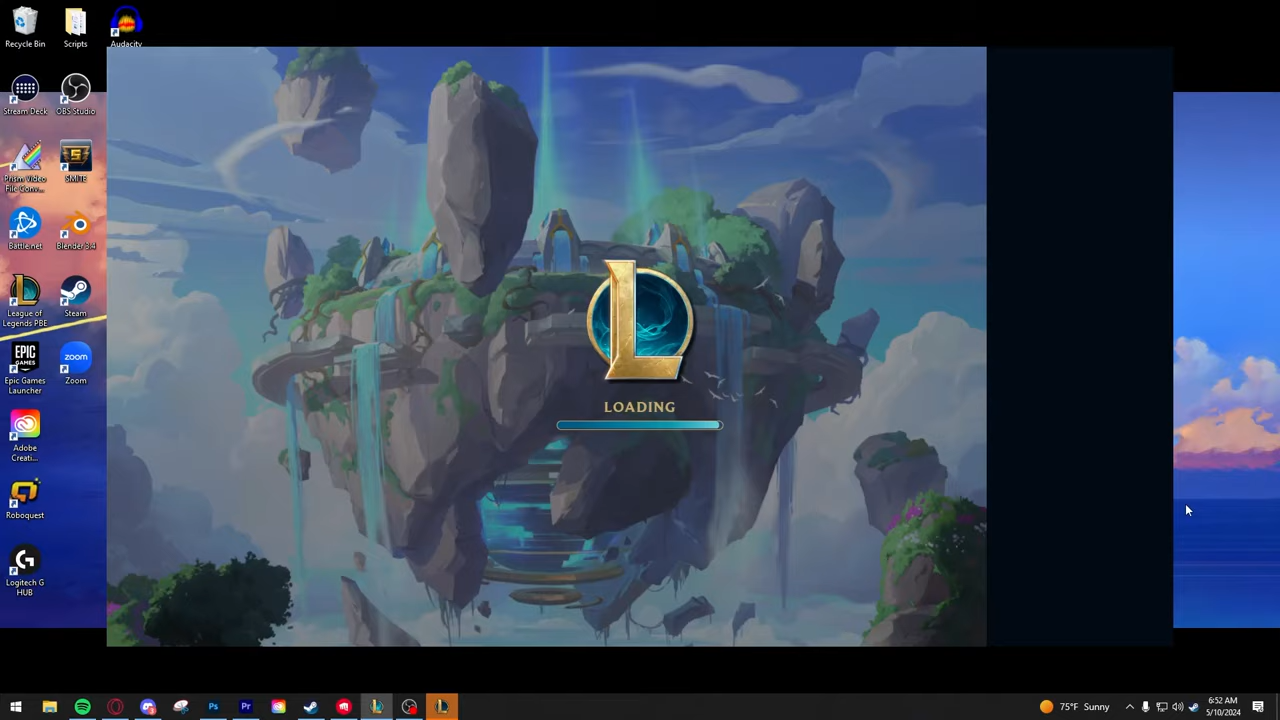 Recycle Bin
Scripts
Audacity
Stream Deck
OBS Studio
Prism Video
File Conv...
SMITE
Battle.net
Blender 3.4
League of
Legends PBE
Steam
EPIC
GAMES
zoom
Epic Games
Launcher
Zoom
Adobe
Creati...
Roboquest
Logitech G
HUB
LOADING
Ps
Pr
75°F Sunny
6:52 AM
5/10/2024